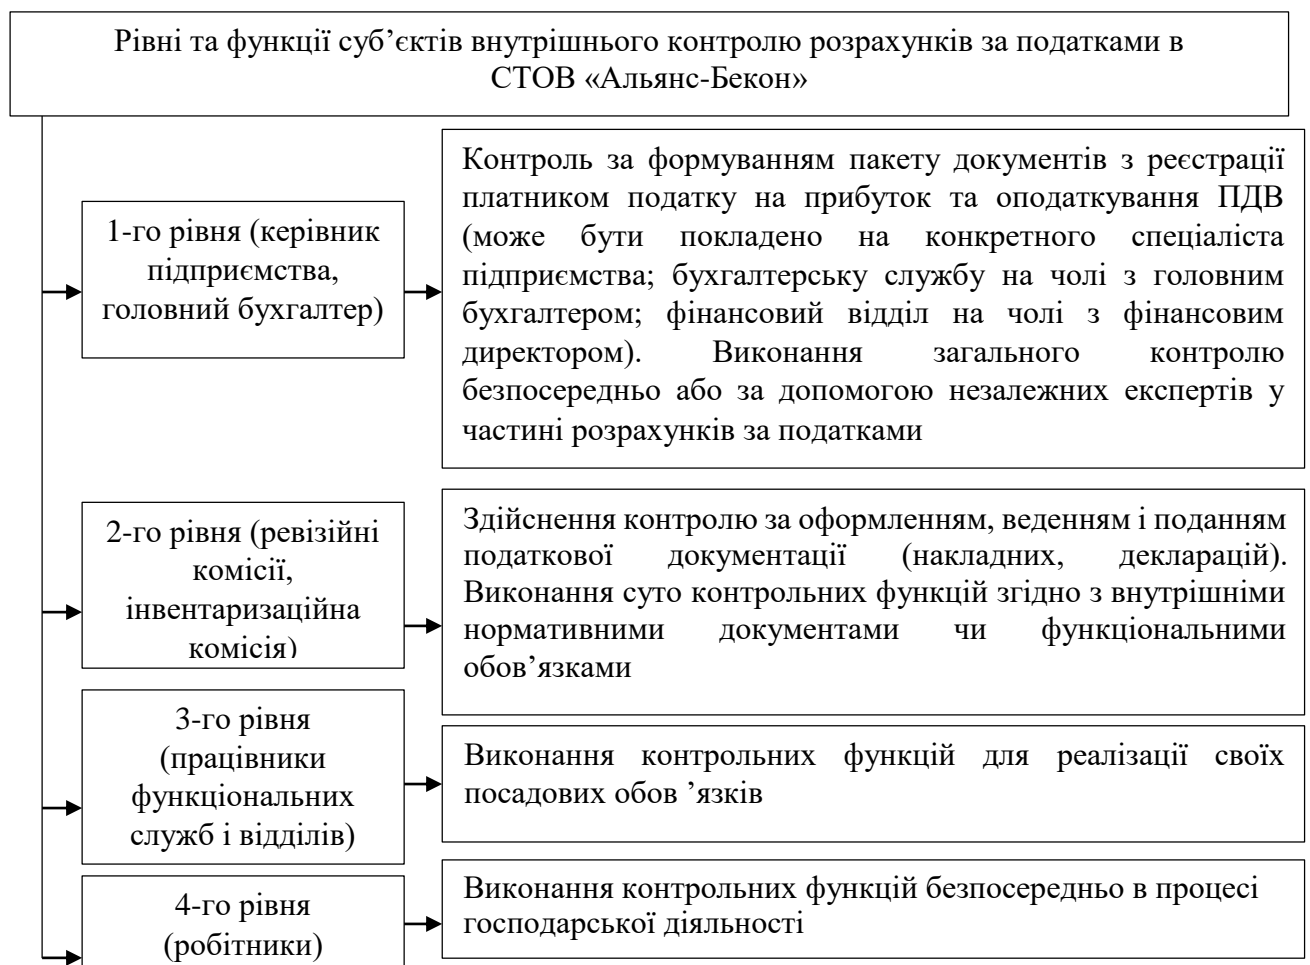 Рівні та функції суб’єктів внутрішнього контролю розрахунків за податками в
СТОВ «Альянс-Бекон»
1-го рівня (керівник
підприємства,
головний бухгалтер)
Контроль за формуванням пакету документів з реєстрації
платником податку на прибуток та оподаткування ПДВ
(може бути покладено на конкретного спеціаліста
підприємства; бухгалтерську службу на чолі з головним
бухгалтером; фінансовий відділ на чолі з фінансовим
директором). Виконання загального контролю
безпосередньо або за допомогою незалежних експертів у
частині розрахунків за податками
2-го рівня (ревізійні
комісії,
інвентаризаційна
комісія)
Здійснення контролю за оформленням, веденням і поданням
податкової документації (накладних, декларацій).
Виконання суто контрольних функцій згідно з внутрішніми
нормативними документами чи функціональними
обов’язками
3-го рівня
(працівники
функціональних
служб і відділів)
Виконання контрольних функцій для реалізації своїх
посадових обов ’язків
4-го рівня
(робітники)
Виконання контрольних функцій безпосередньо в процесі
господарської діяльності